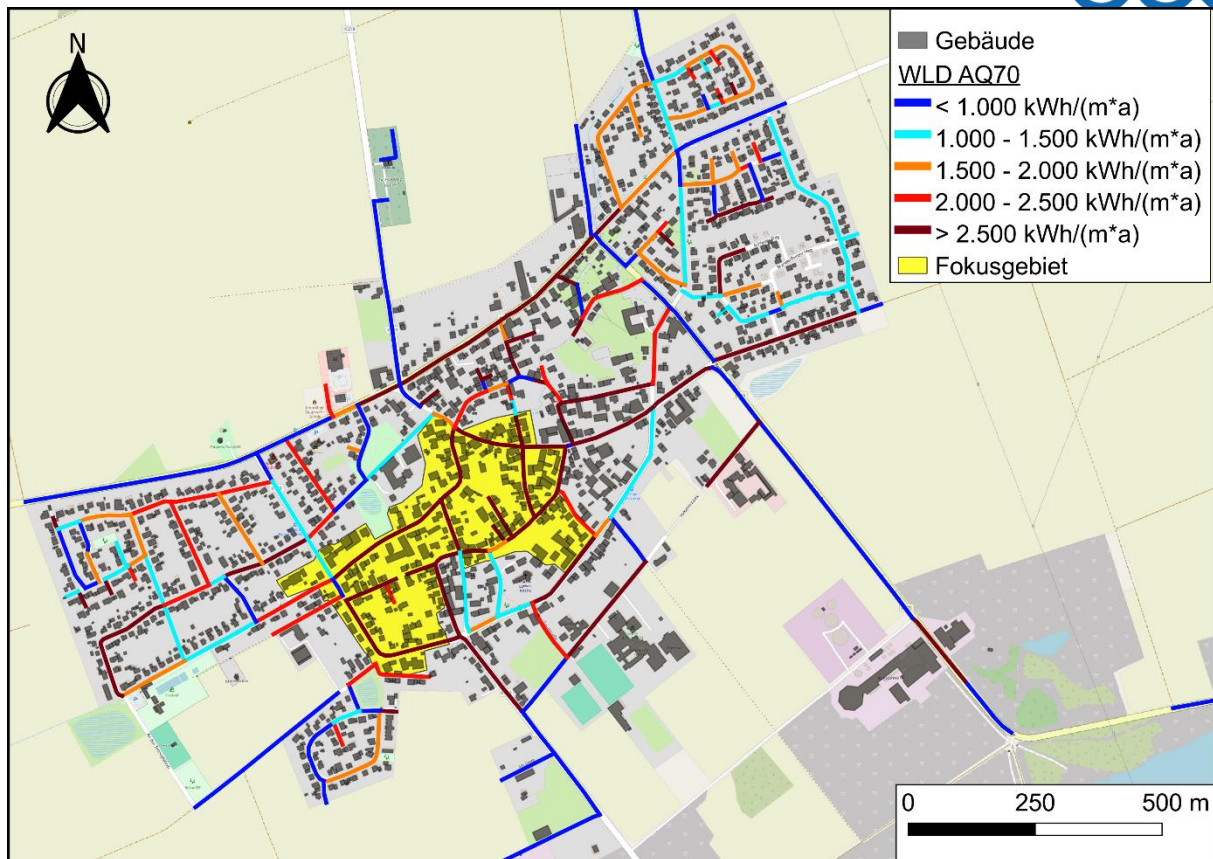 N
Gebäude
WLD AQ70
< 1.000 kWh/(m*a)
1.000 - 1.500 kWh/(m*a)
1.500 - 2.000 kWh/(m*a)
2.000 - 2.500 kWh/(m*a)
> 2.500 kWh/(m*a)
Fokusgebiet
0 250 500 m